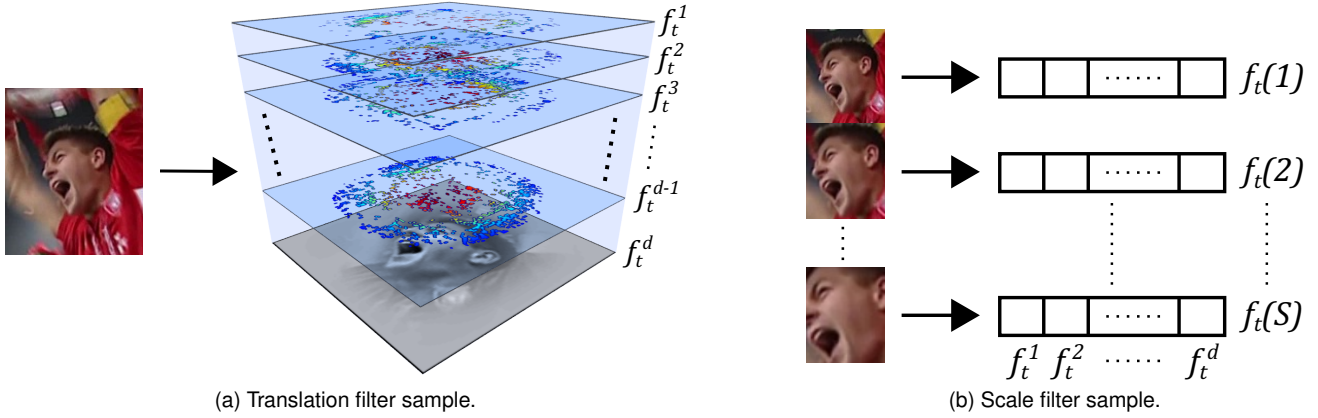 f_t^1
f_t^2
f_t^3
f_t^{d-1}
f_t^d
(a) Translation filter sample.
...... f_t(1)
...... f_t(2)
...... f_t(S)
f_t^1 f_t^2 ...... f_t^d
(b) Scale filter sample.